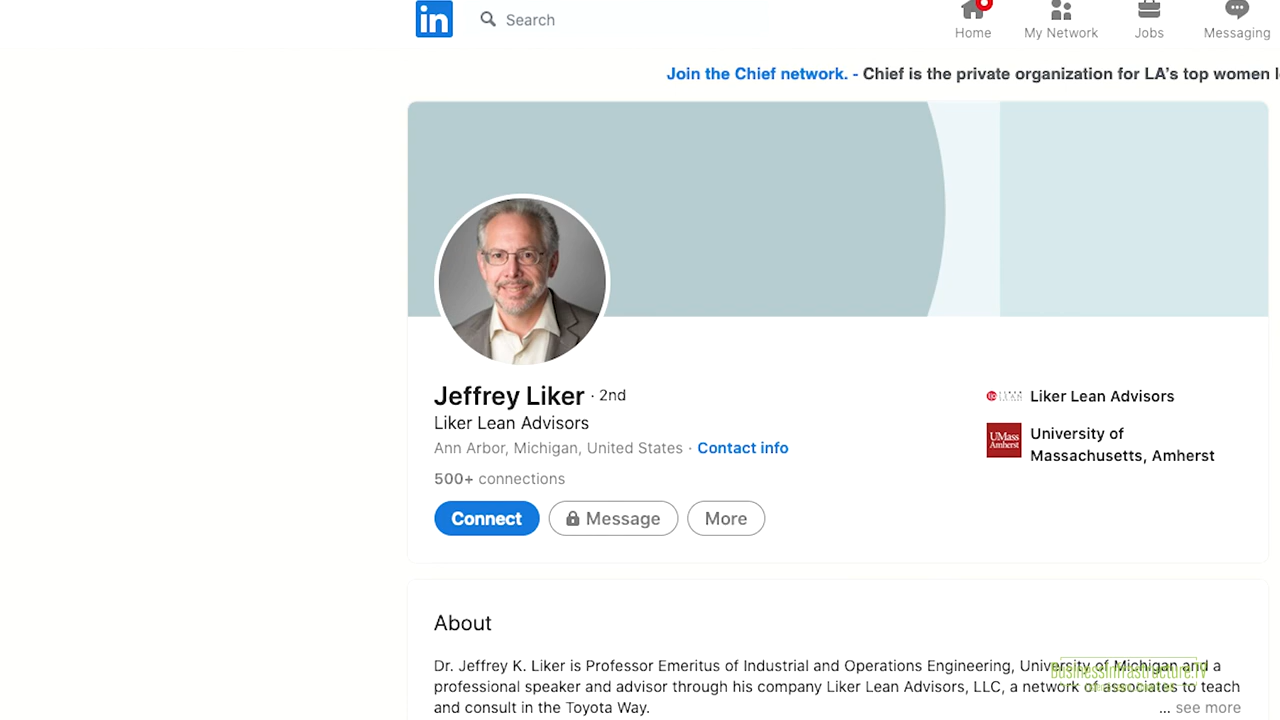 in
Search
Home
My Network
Jobs
Messaging
Join the Chief network. - Chief is the private organization for LA's top women l
Jeffrey Liker · 2nd
Liker Lean Advisors
Ann Arbor, Michigan, United States · Contact info
500+ connections
Connect
Message
More
Liker Lean Advisors
UMass
Amherst
University of
Massachusetts, Amherst
About
Dr. Jeffrey K. Liker is Professor Emeritus of Industrial and Operations Engineering, University of Michigan and a
professional speaker and advisor through his company Liker Lean Advisors, LLC, a network of associates to teach
and consult in the Toyota Way.
... see more
BusinessInfrastructure.TV